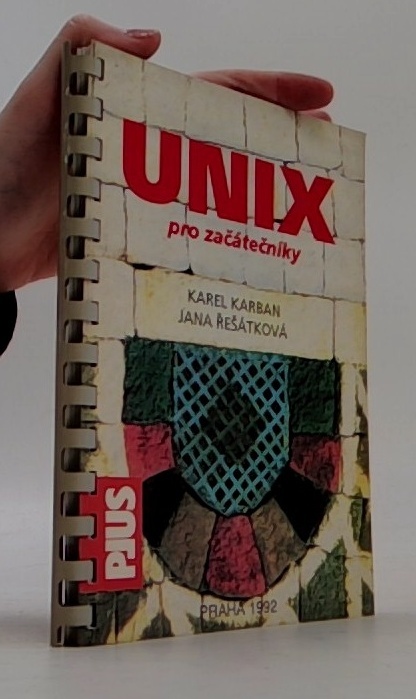 UNIX
pro začátečníky
KAREL KARBAN
JANA ŘEŠÁTKOVÁ
PLUS
PRAHA 1992